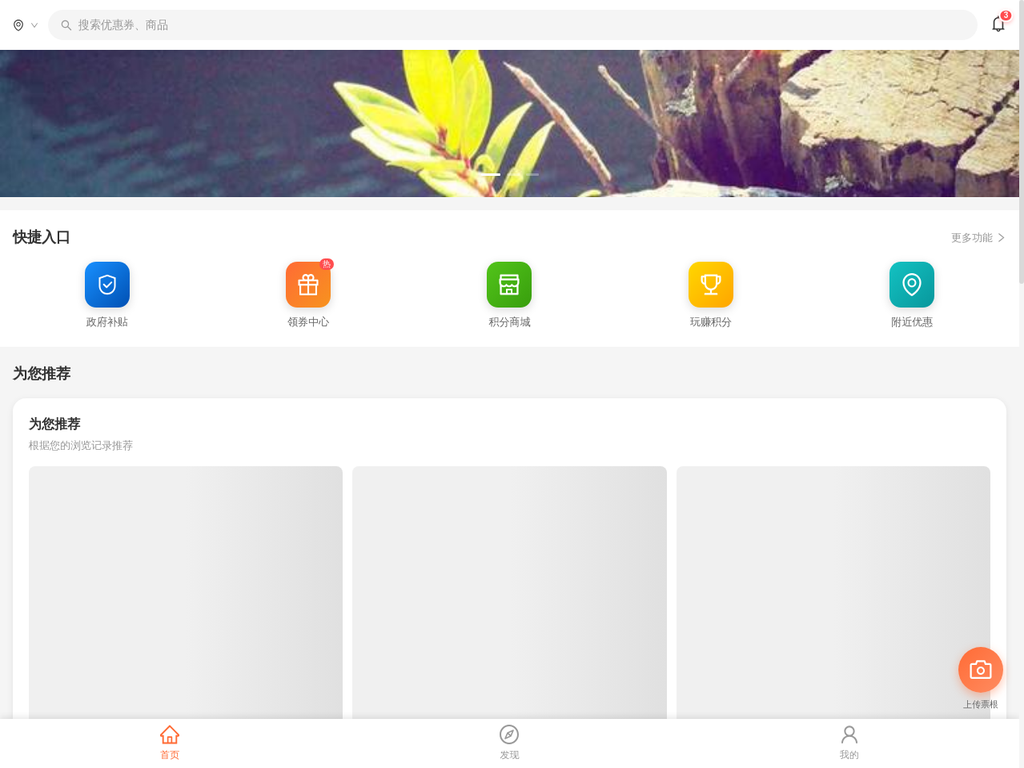 搜索优惠券、商品
3
快捷入口
更多功能
热
政府补贴
领券中心
积分商城
玩赚积分
附近优惠
为您推荐
为您推荐
根据您的浏览记录推荐
上传票根
首页
发现
我的